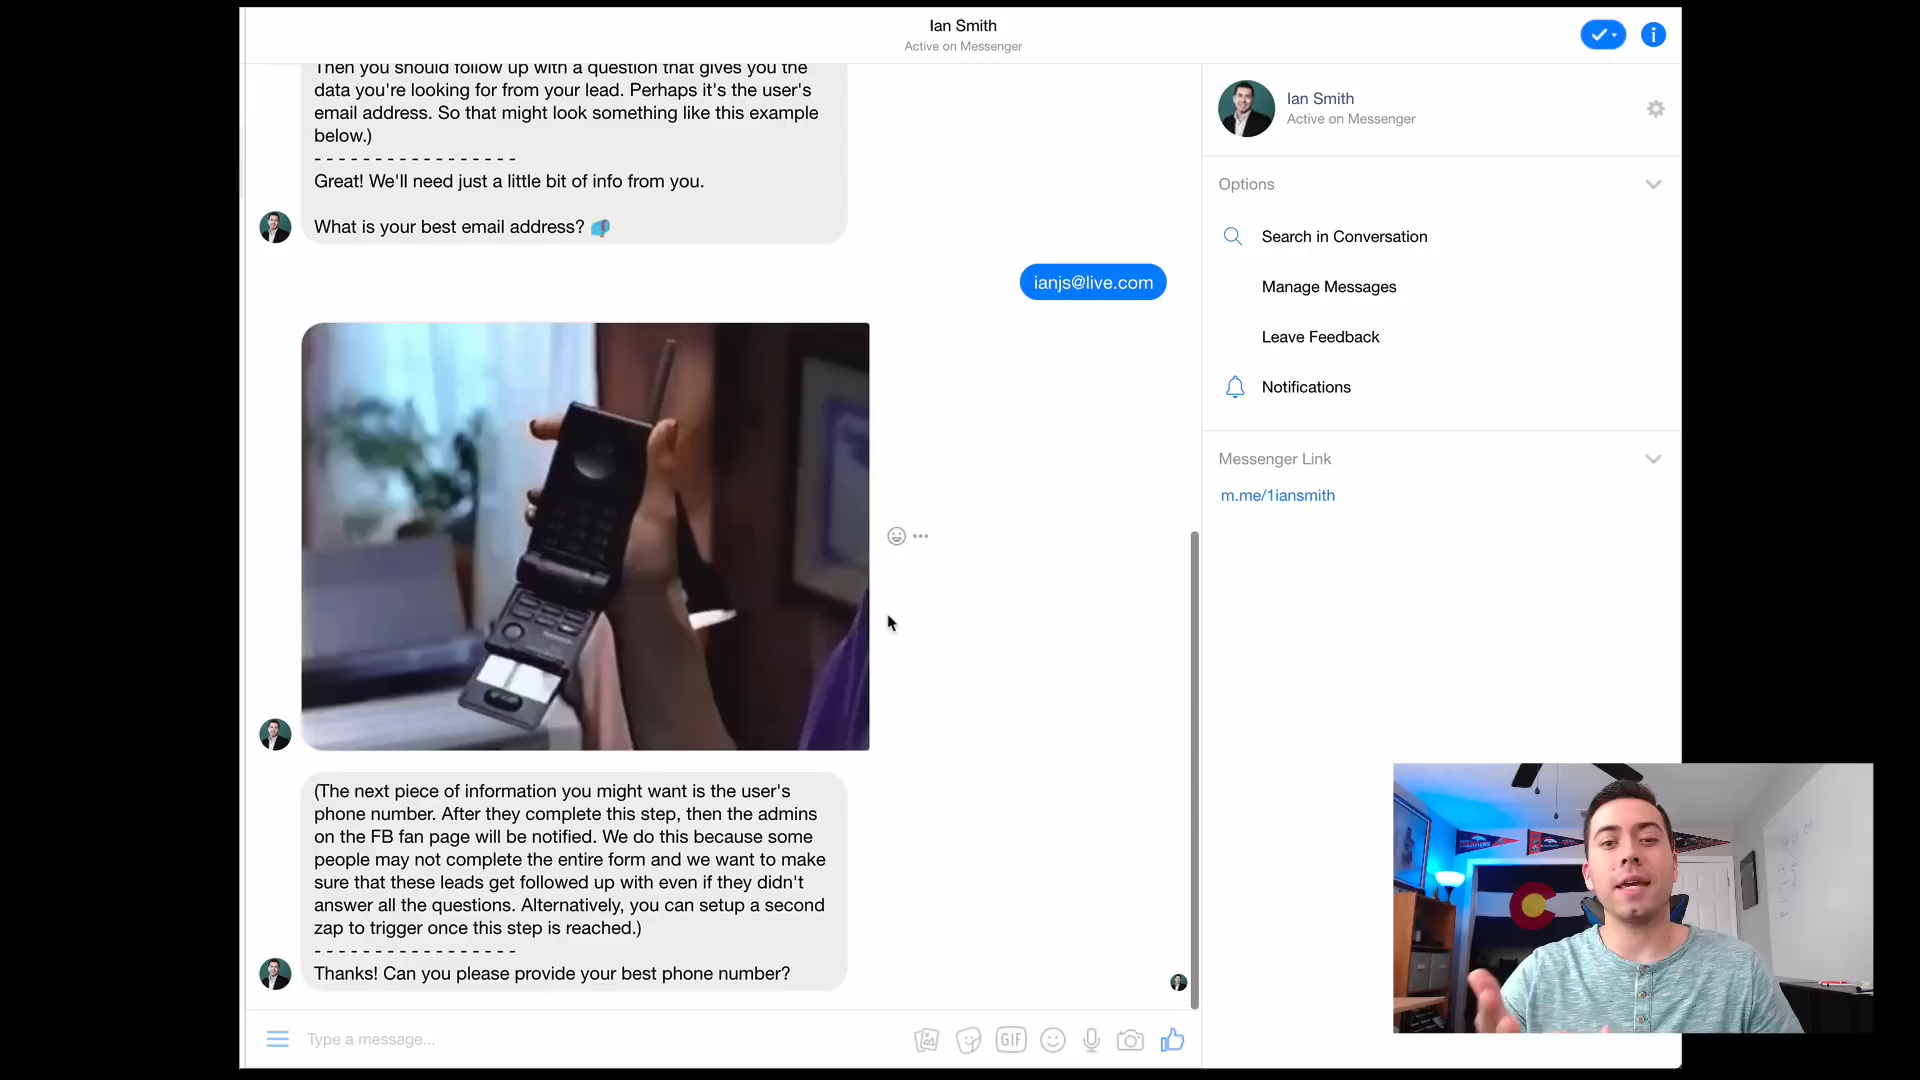 Ian Smith
Active on Messenger
Then you should follow up with a question that gives you the
data you're looking for from your lead. Perhaps it's the user's
email address. So that might look something like this example
below.)
- - - - - - - - - - - - - - - - -
Great! We'll need just a little bit of info from you.
What is your best email address?
ianjs@live.com
(The next piece of information you might want is the user's
phone number. After they complete this step, then the admins
on the FB fan page will be notified. We do this because some
people may not complete the entire form and we want to make
sure that these leads get followed up with even if they didn't
answer all the questions. Alternatively, you can setup a second
zap to trigger once this step is reached.)
- - - - - - - - - - - - - - - - -
Thanks! Can you please provide your best phone number?
Type a message...
GIF
Ian Smith
Active on Messenger
Options
Search in Conversation
Manage Messages
Leave Feedback
Notifications
Messenger Link
m.me/1iansmith